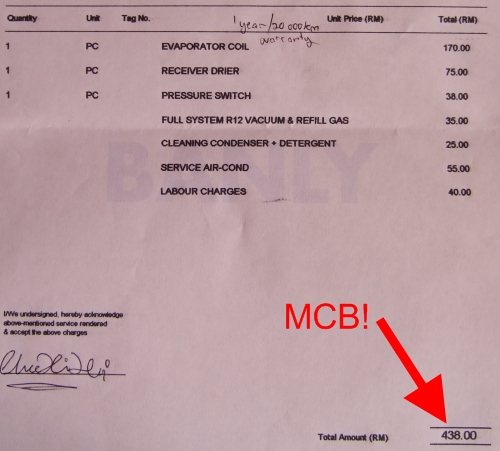 Quantity Unit Tag No. Unit Price (RM) Total (RM)
1 year/20 000km
warranty
1 PC EVAPORATOR COIL 170.00
1 PC RECEIVER DRIER 75.00
1 PC PRESSURE SWITCH 38.00
FULL SYSTEM R12 VACUUM & REFILL GAS 35.00
CLEANING CONDENSER + DETERGENT 25.00
SERVICE AIR-COND 55.00
LABOUR CHARGES 40.00
I/We undersigned, hereby acknowledge
above-mentioned service rendered
& accept the above charges
MCB!
Total Amount (RM) 438.00